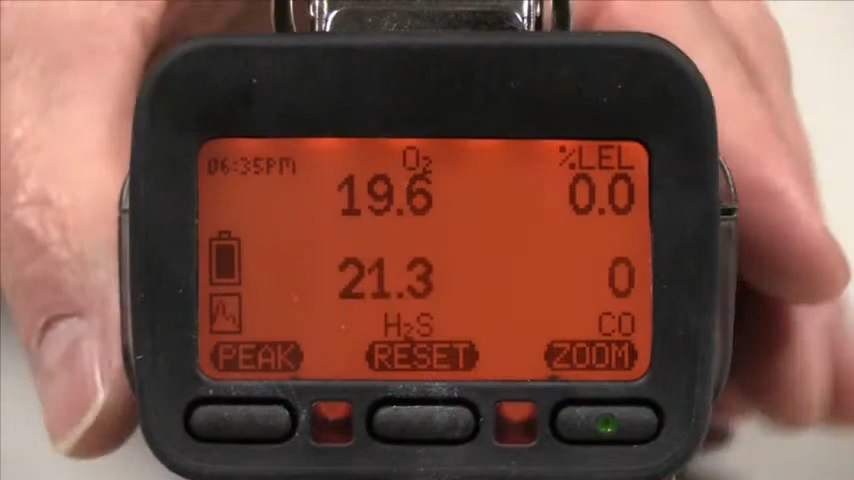 06:35PM O₂ %LEL
19.6 0.0
21.3 0
H₂S CO
PEAK RESET ZOOM